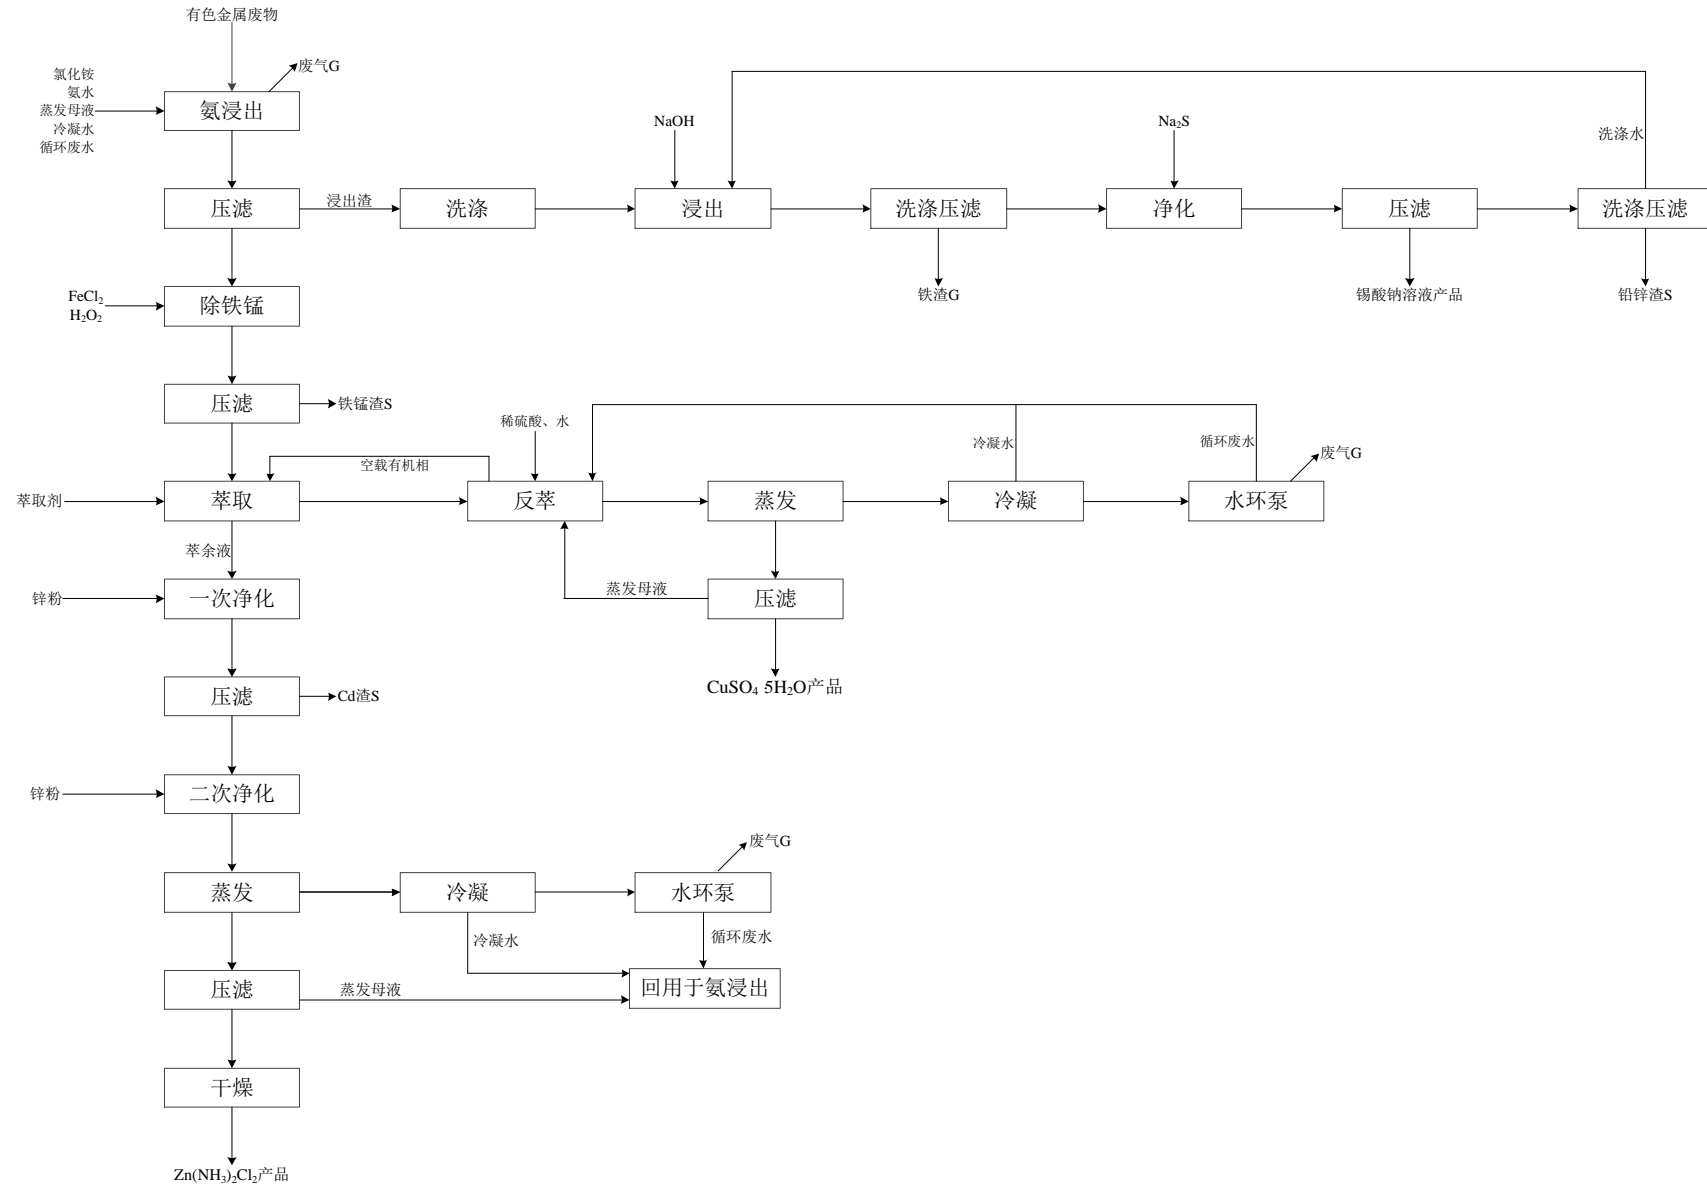 有色金属废物
废气G
氯化铵
氨水
蒸发母液
冷凝水
循环废水
氨浸出
NaOH
Na₂S
洗涤水
压滤
浸出渣
洗涤
浸出
洗涤压滤
净化
压滤
洗涤压滤
铁渣G
锡酸钠溶液产品
铅锌渣S
FeCl₂
H₂O₂
除铁锰
压滤
铁锰渣S
稀硫酸、水
冷凝水
循环废水
废气G
空载有机相
萃取剂
萃取
反萃
蒸发
冷凝
水环泵
萃余液
锌粉
一次净化
蒸发母液
压滤
压滤
Cd渣S
CuSO₄ 5H₂O产品
锌粉
二次净化
废气G
蒸发
冷凝
水环泵
冷凝水
循环废水
压滤
蒸发母液
回用于氨浸出
干燥
Zn(NH₃)₂Cl₂产品